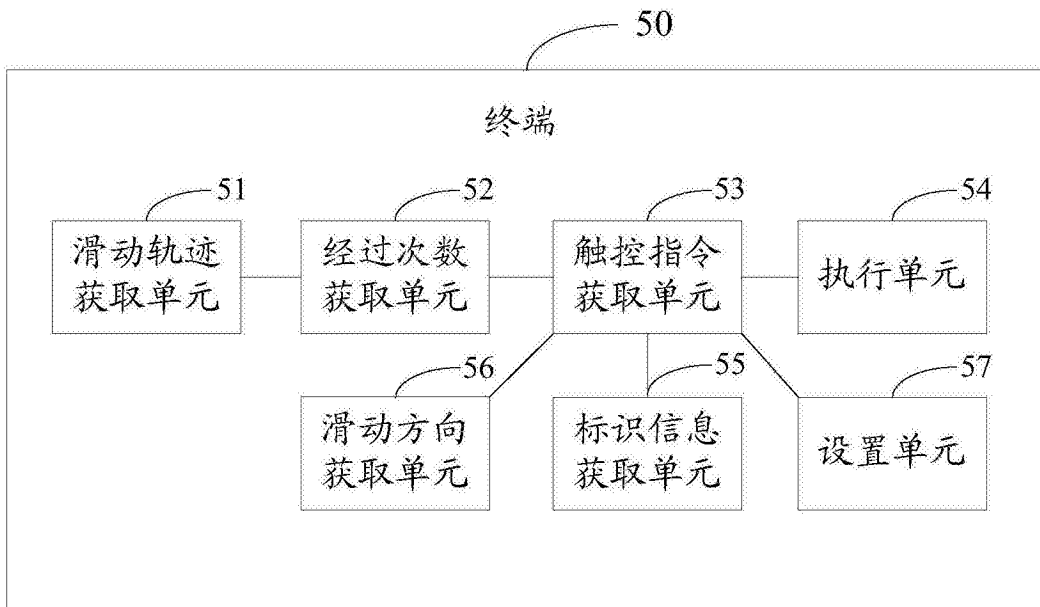 50
终端
51
52
53
54
滑动轨迹
获取单元
经过次数
获取单元
触控指令
获取单元
执行单元
56
55
57
滑动方向
获取单元
标识信息
获取单元
设置单元